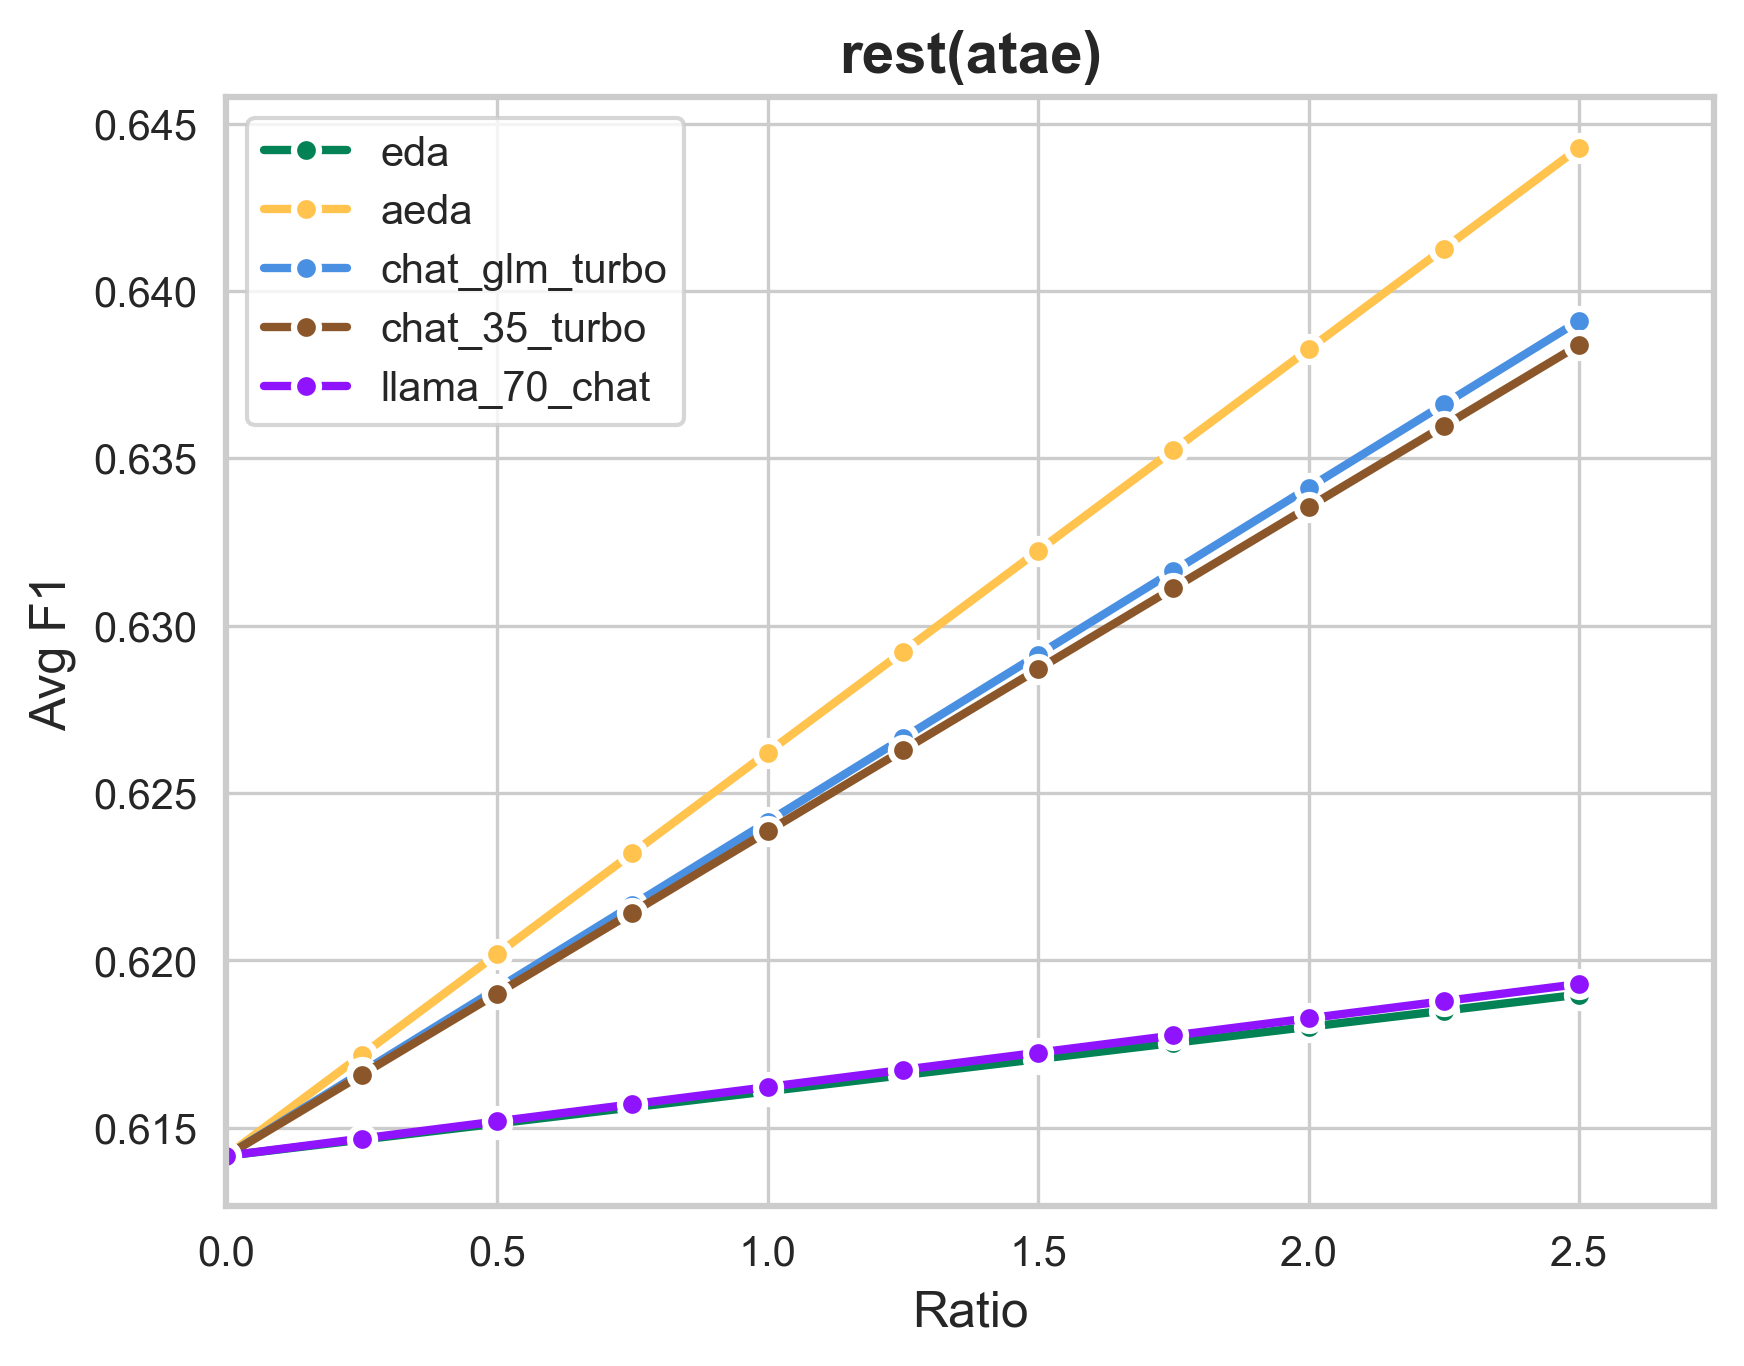 rest(atae)
0.645
0.640
0.635
0.630
0.625
0.620
0.615
Avg F1
eda
aeda
chat_glm_turbo
chat_35_turbo
llama_70_chat
0.0 0.5 1.0 1.5 2.0 2.5
Ratio